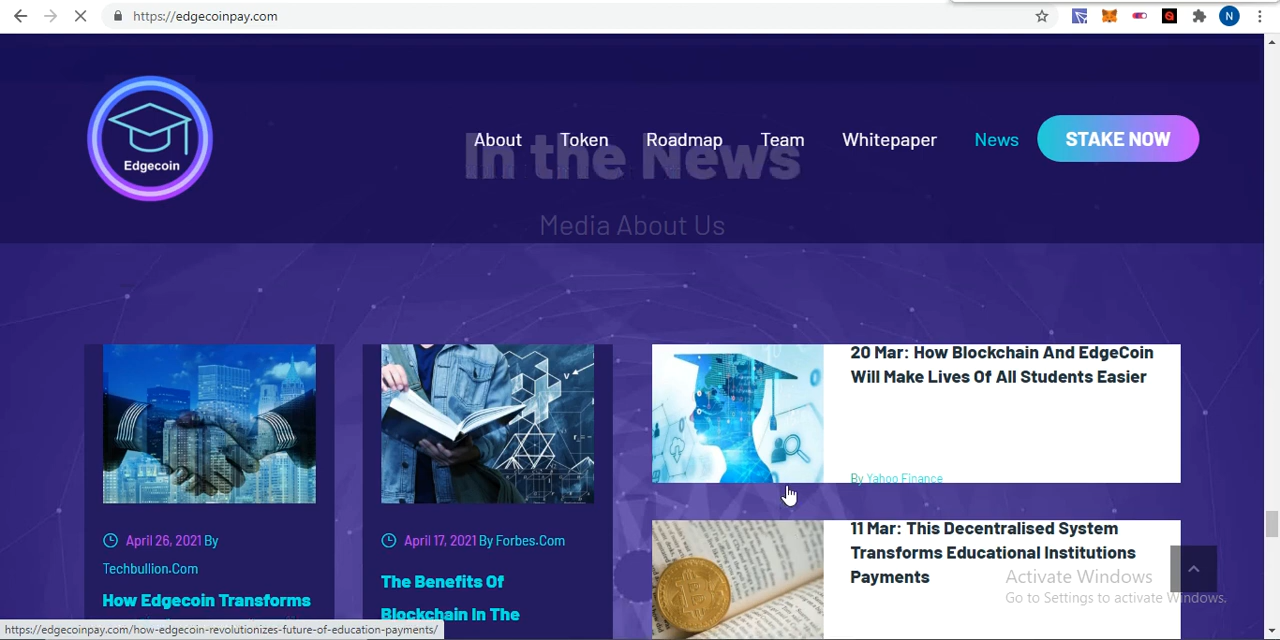 https://edgecoinpay.com
N
Edgecoin
About Token Roadmap Team Whitepaper News STAKE NOW
In the News
Media About Us
April 26, 2021 By
Techbullion.Com
How Edgecoin Transforms
April 17, 2021 By Forbes.Com
The Benefits Of
Blockchain In The
20 Mar: How Blockchain And EdgeCoin
Will Make Lives Of All Students Easier
By Yahoo Finance
11 Mar: This Decentralised System
Transforms Educational Institutions
Payments
Activate Windows
Go to Settings to activate Windows.
https://edgecoinpay.com/how-edgecoin-revolutionizes-future-of-education-payments/